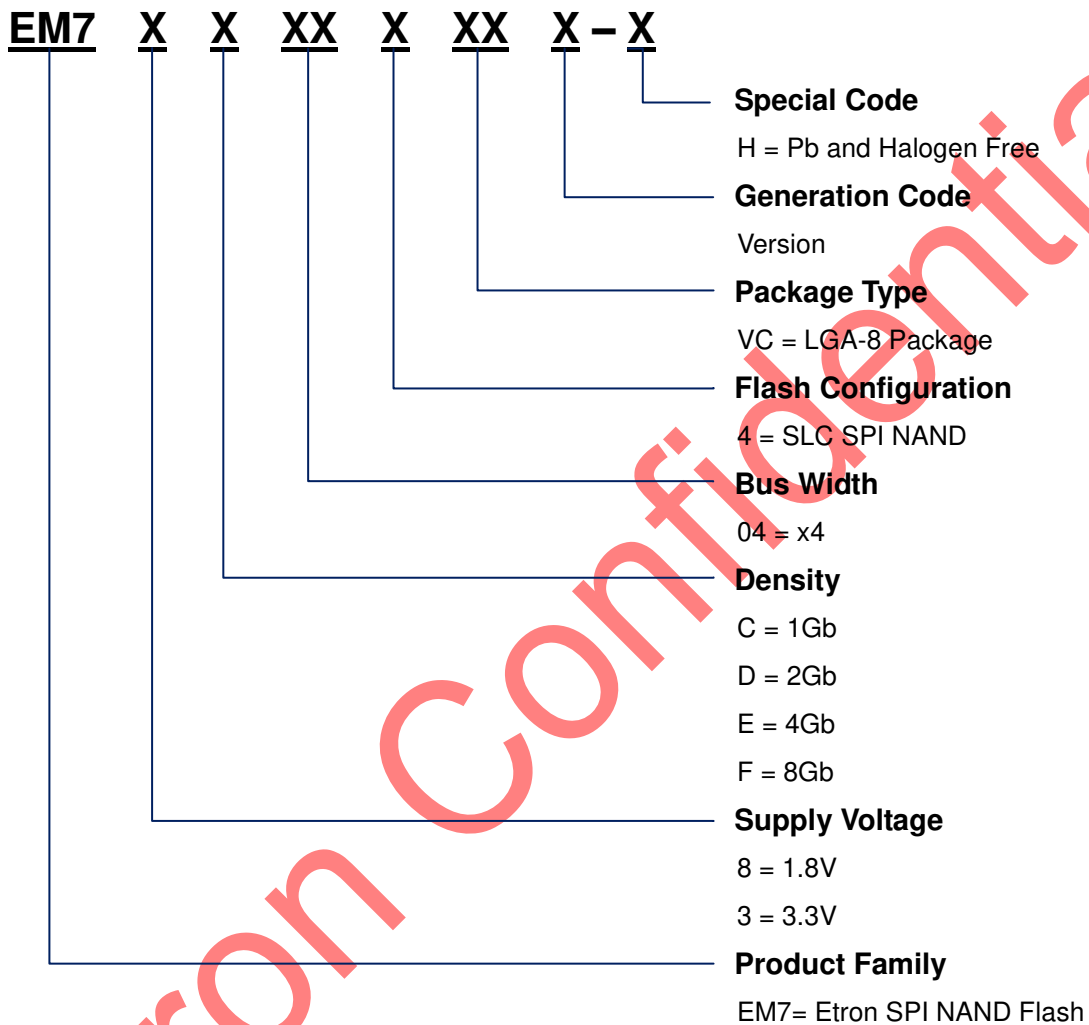 EM7 X X XX X XX X – X
Special Code
H = Pb and Halogen Free
Generation Code
Version
Package Type
VC = LGA-8 Package
Flash Configuration
4 = SLC SPI NAND
Bus Width
04 = x4
Density
C = 1Gb
D = 2Gb
E = 4Gb
F = 8Gb
Supply Voltage
8 = 1.8V
3 = 3.3V
Product Family
EM7= Etron SPI NAND Flash
ron Confidentia